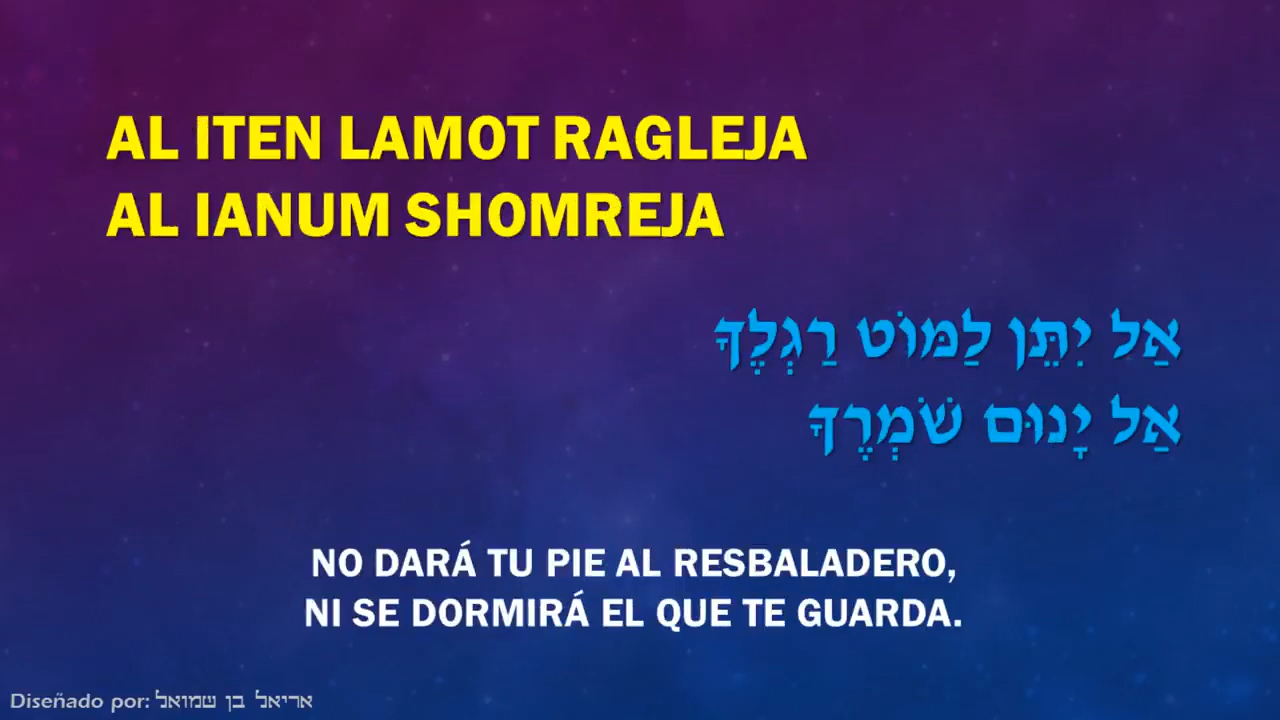 AL ITEN LAMOT RAGLEJA
AL IANUM SHOMREJA
אַל יִתֵּן לַמּוֹט רַגְלֶךָ
אַל יָנוּם שֹׁמְרֶךָ
NO DARÁ TU PIE AL RESBALADERO,
NI SE DORMIRÁ EL QUE TE GUARDA.
Diseñado por: אריאל בן שמואל